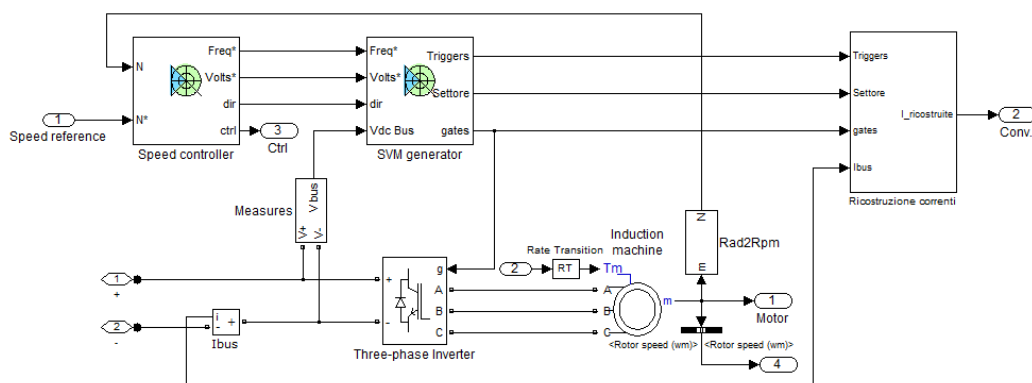 N
N*
Freq*
Volts*
dir
ctrl
Speed controller
1
Speed reference
3
Ctrl
Freq*
Volts*
dir
Vdc Bus
Triggers
Settore
gates
SVM generator
Triggers
Settore
gates
Ibus
I_ricostruite
Ricostruzione correnti
2
Conv.
Measures
Vbus
V+
V-
1
+
2
-
i
-
+
Ibus
g
A
B
C
+
-
Three-phase Inverter
2
Rate Transition
RT
Induction
machine
Tm
A
B
C
m
N
m
Rad2Rpm
1
Motor
<Rotor speed (wm)>
<Rotor speed (wm)>
4